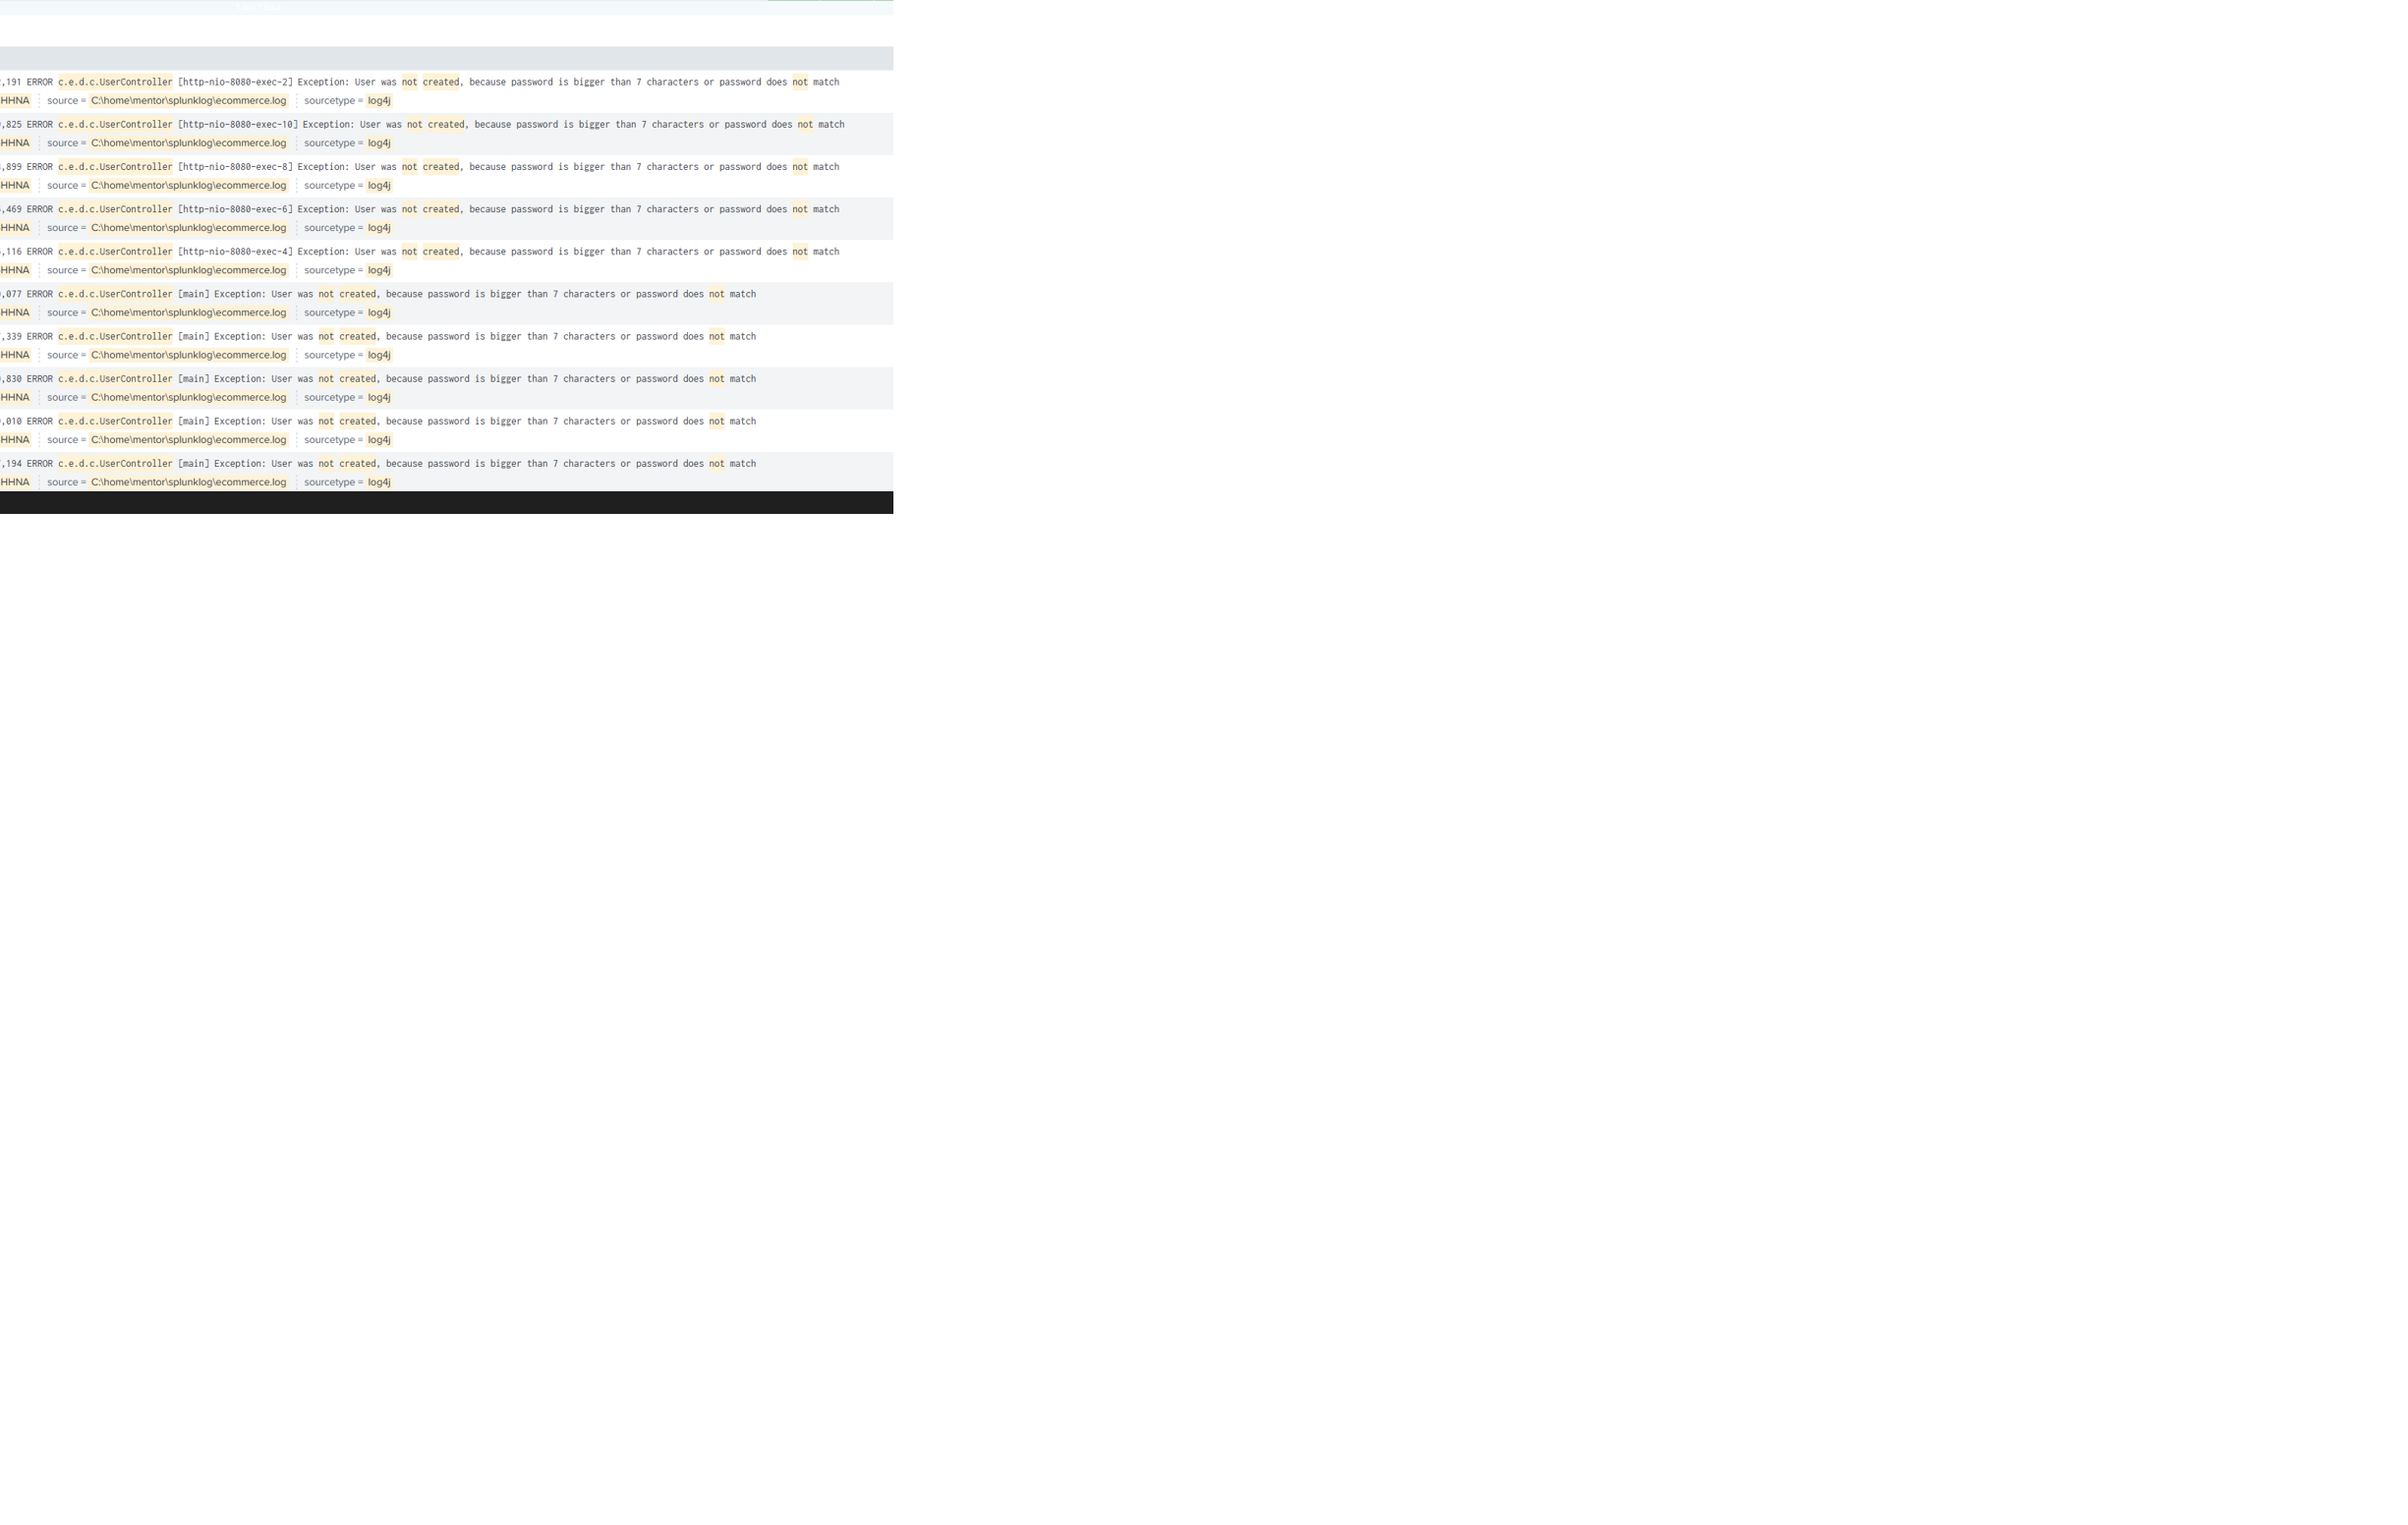 ,191 ERROR c.e.d.c.UserController [http-nio-8080-exec-2] Exception: User was not created, because password is bigger than 7 characters or password does not match
HHNA source = C:\home\mentor\splunklog\ecommerce.log sourcetype = log4j
,825 ERROR c.e.d.c.UserController [http-nio-8080-exec-10] Exception: User was not created, because password is bigger than 7 characters or password does not match
HHNA source = C:\home\mentor\splunklog\ecommerce.log sourcetype = log4j
,899 ERROR c.e.d.c.UserController [http-nio-8080-exec-8] Exception: User was not created, because password is bigger than 7 characters or password does not match
HHNA source = C:\home\mentor\splunklog\ecommerce.log sourcetype = log4j
,469 ERROR c.e.d.c.UserController [http-nio-8080-exec-6] Exception: User was not created, because password is bigger than 7 characters or password does not match
HHNA source = C:\home\mentor\splunklog\ecommerce.log sourcetype = log4j
,116 ERROR c.e.d.c.UserController [http-nio-8080-exec-4] Exception: User was not created, because password is bigger than 7 characters or password does not match
HHNA source = C:\home\mentor\splunklog\ecommerce.log sourcetype = log4j
,077 ERROR c.e.d.c.UserController [main] Exception: User was not created, because password is bigger than 7 characters or password does not match
HHNA source = C:\home\mentor\splunklog\ecommerce.log sourcetype = log4j
,339 ERROR c.e.d.c.UserController [main] Exception: User was not created, because password is bigger than 7 characters or password does not match
HHNA source = C:\home\mentor\splunklog\ecommerce.log sourcetype = log4j
,830 ERROR c.e.d.c.UserController [main] Exception: User was not created, because password is bigger than 7 characters or password does not match
HHNA source = C:\home\mentor\splunklog\ecommerce.log sourcetype = log4j
,010 ERROR c.e.d.c.UserController [main] Exception: User was not created, because password is bigger than 7 characters or password does not match
HHNA source = C:\home\mentor\splunklog\ecommerce.log sourcetype = log4j
,194 ERROR c.e.d.c.UserController [main] Exception: User was not created, because password is bigger than 7 characters or password does not match
HHNA source = C:\home\mentor\splunklog\ecommerce.log sourcetype = log4j